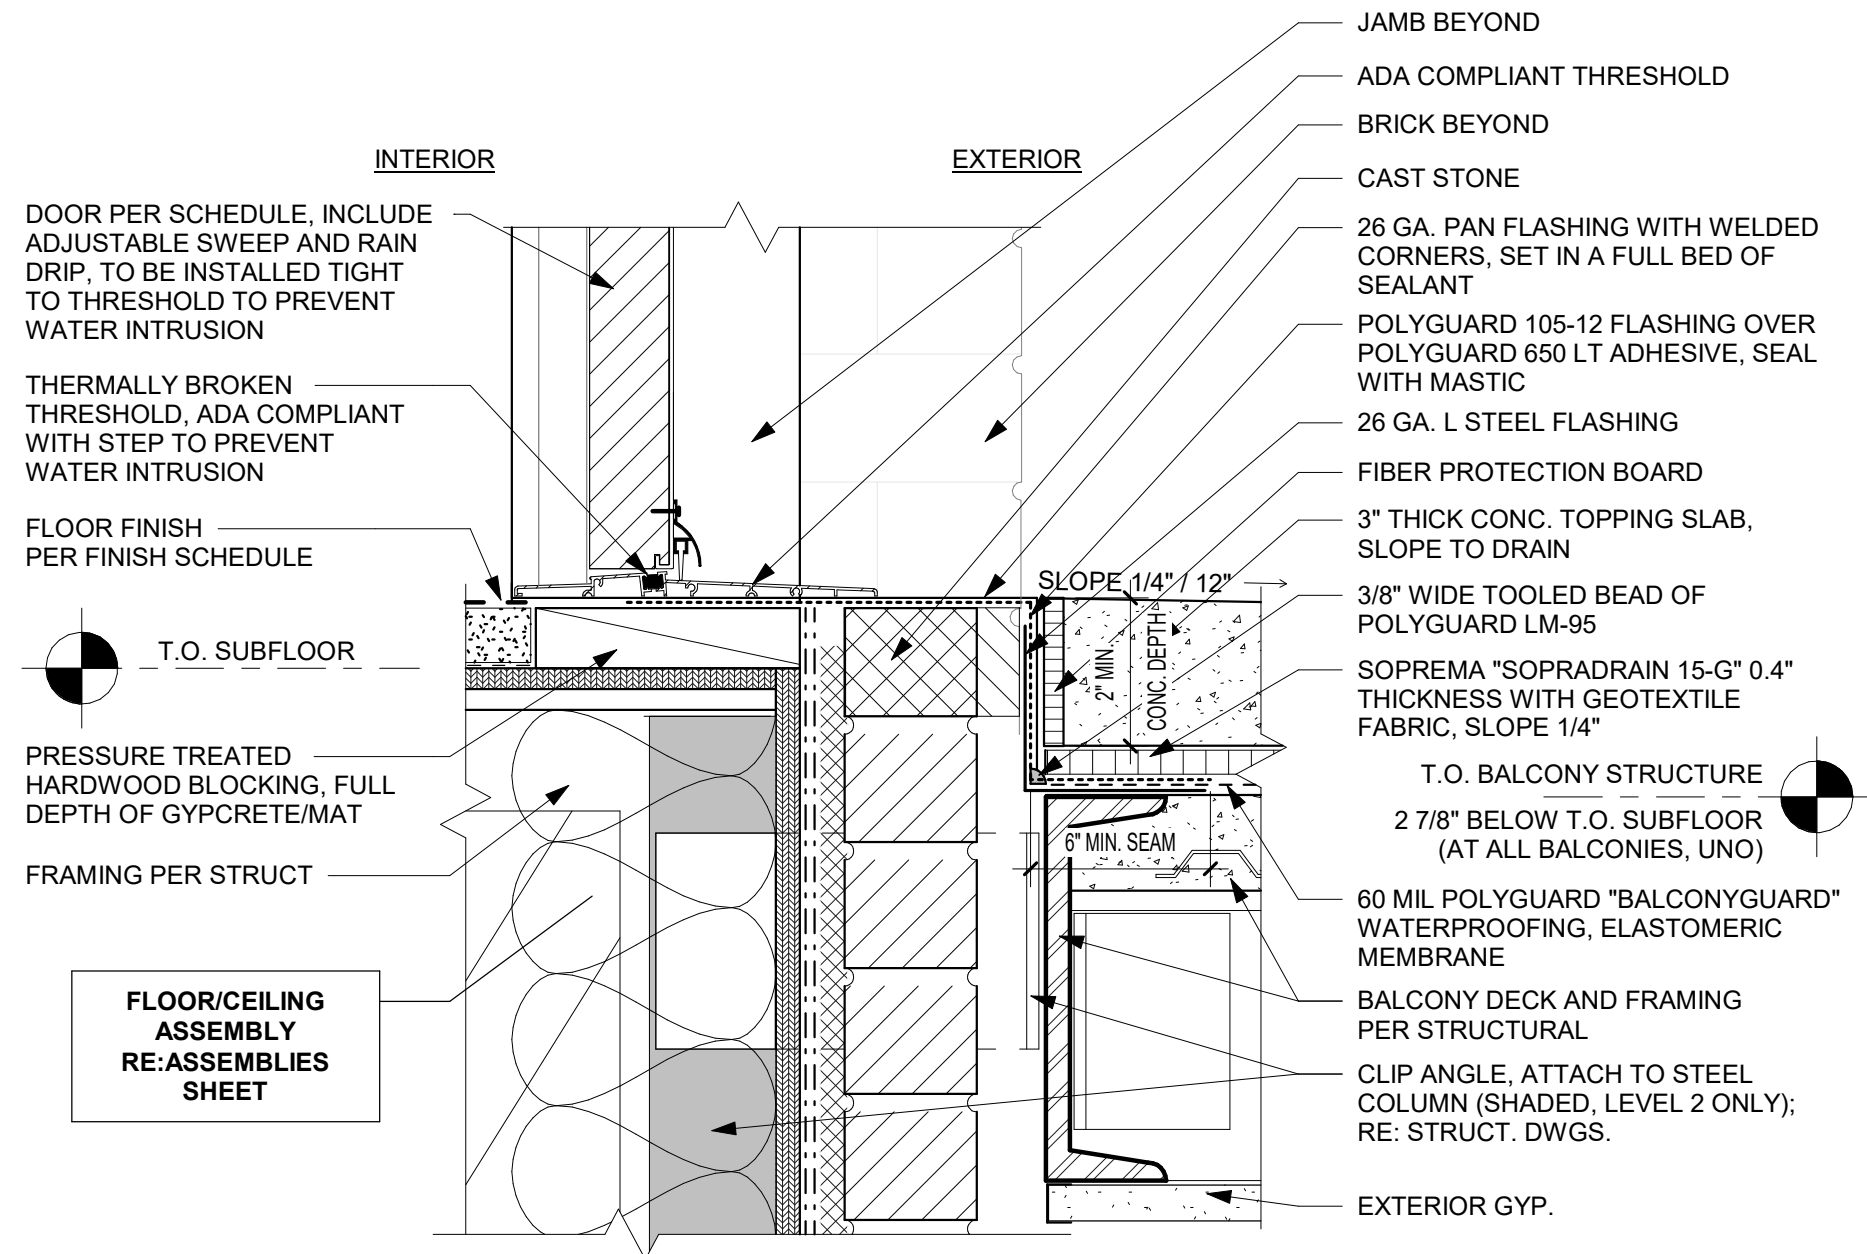 INTERIOR
EXTERIOR
DOOR PER SCHEDULE, INCLUDE
ADJUSTABLE SWEEP AND RAIN
DRIP, TO BE INSTALLED TIGHT
TO THRESHOLD TO PREVENT
WATER INTRUSION
THERMALLY BROKEN
THRESHOLD, ADA COMPLIANT
WITH STEP TO PREVENT
WATER INTRUSION
FLOOR FINISH
PER FINISH SCHEDULE
T.O. SUBFLOOR
PRESSURE TREATED
HARDWOOD BLOCKING, FULL
DEPTH OF GYPCRETE/MAT
FRAMING PER STRUCT
FLOOR/CEILING
ASSEMBLY
RE:ASSEMBLIES
SHEET
SLOPE 1/4" / 12"
2" MIN.
CONC. DEPTH
6" MIN. SEAM
JAMB BEYOND
ADA COMPLIANT THRESHOLD
BRICK BEYOND
CAST STONE
26 GA. PAN FLASHING WITH WELDED
CORNERS, SET IN A FULL BED OF
SEALANT
POLYGUARD 105-12 FLASHING OVER
POLYGUARD 650 LT ADHESIVE, SEAL
WITH MASTIC
26 GA. L STEEL FLASHING
FIBER PROTECTION BOARD
3" THICK CONC. TOPPING SLAB,
SLOPE TO DRAIN
3/8" WIDE TOOLED BEAD OF
POLYGUARD LM-95
SOPREMA "SOPRADRAIN 15-G" 0.4"
THICKNESS WITH GEOTEXTILE
FABRIC, SLOPE 1/4"
T.O. BALCONY STRUCTURE
2 7/8" BELOW T.O. SUBFLOOR
(AT ALL BALCONIES, UNO)
60 MIL POLYGUARD "BALCONYGUARD"
WATERPROOFING, ELASTOMERIC
MEMBRANE
BALCONY DECK AND FRAMING
PER STRUCTURAL
CLIP ANGLE, ATTACH TO STEEL
COLUMN (SHADED, LEVEL 2 ONLY);
RE: STRUCT. DWGS.
EXTERIOR GYP.